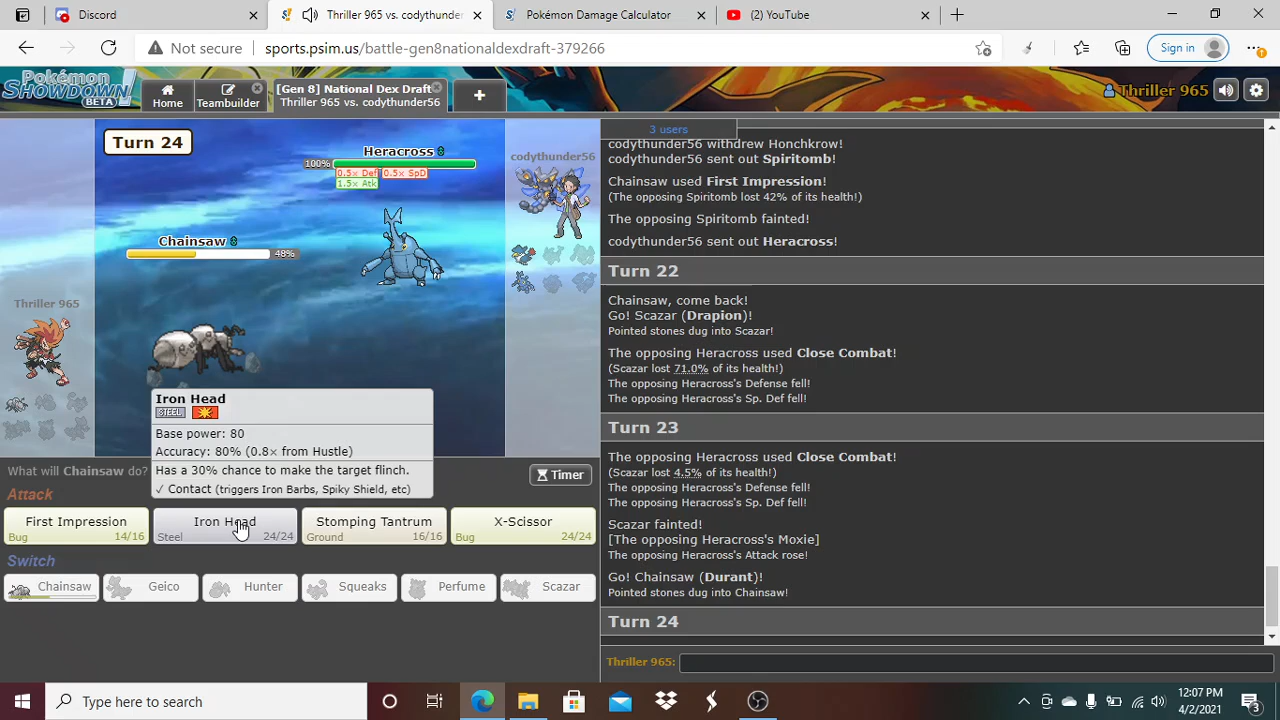 Discord
Thriller 965 vs. codythunder
Pokémon Damage Calculator
(2) YouTube
Not secure
sports.psim.us/battle-gen8nationaldexdraft-379266
Sign in
Pokémon
SHOWDOWN
BETA
Home
Teambuilder
[Gen 8] National Dex Draft
Thriller 965 vs. codythunder56
Thriller 965
Turn 24
Heracross
100%
0.5× Def 0.5× SpD
1.5× Atk
codythunder56
Chainsaw
48%
Thriller 965
Iron Head
STEEL
Base power: 80
Accuracy: 80% (0.8× from Hustle)
Has a 30% chance to make the target flinch.
✓ Contact (triggers Iron Barbs, Spiky Shield, etc)
What will Chainsaw do?
Timer
Attack
First Impression
Bug 14/16
Iron Head
Steel 24/24
Stomping Tantrum
Ground 16/16
X-Scissor
Bug 24/24
Switch
Chainsaw
Geico
Hunter
Squeaks
Perfume
Scazar
3 users
codythunder56 withdrew Honchkrow!
codythunder56 sent out Spiritomb!
Chainsaw used First Impression!
(The opposing Spiritomb lost 42% of its health!)
The opposing Spiritomb fainted!
codythunder56 sent out Heracross!
Turn 22
Chainsaw, come back!
Go! Scazar (Drapion)!
Pointed stones dug into Scazar!
The opposing Heracross used Close Combat!
(Scazar lost 71.0% of its health!)
The opposing Heracross's Defense fell!
The opposing Heracross's Sp. Def fell!
Turn 23
The opposing Heracross used Close Combat!
(Scazar lost 4.5% of its health!)
The opposing Heracross's Defense fell!
The opposing Heracross's Sp. Def fell!
Scazar fainted!
[The opposing Heracross's Moxie]
The opposing Heracross's Attack rose!
Go! Chainsaw (Durant)!
Pointed stones dug into Chainsaw!
Turn 24
Thriller 965:
Type here to search
12:07 PM
4/2/2021
3